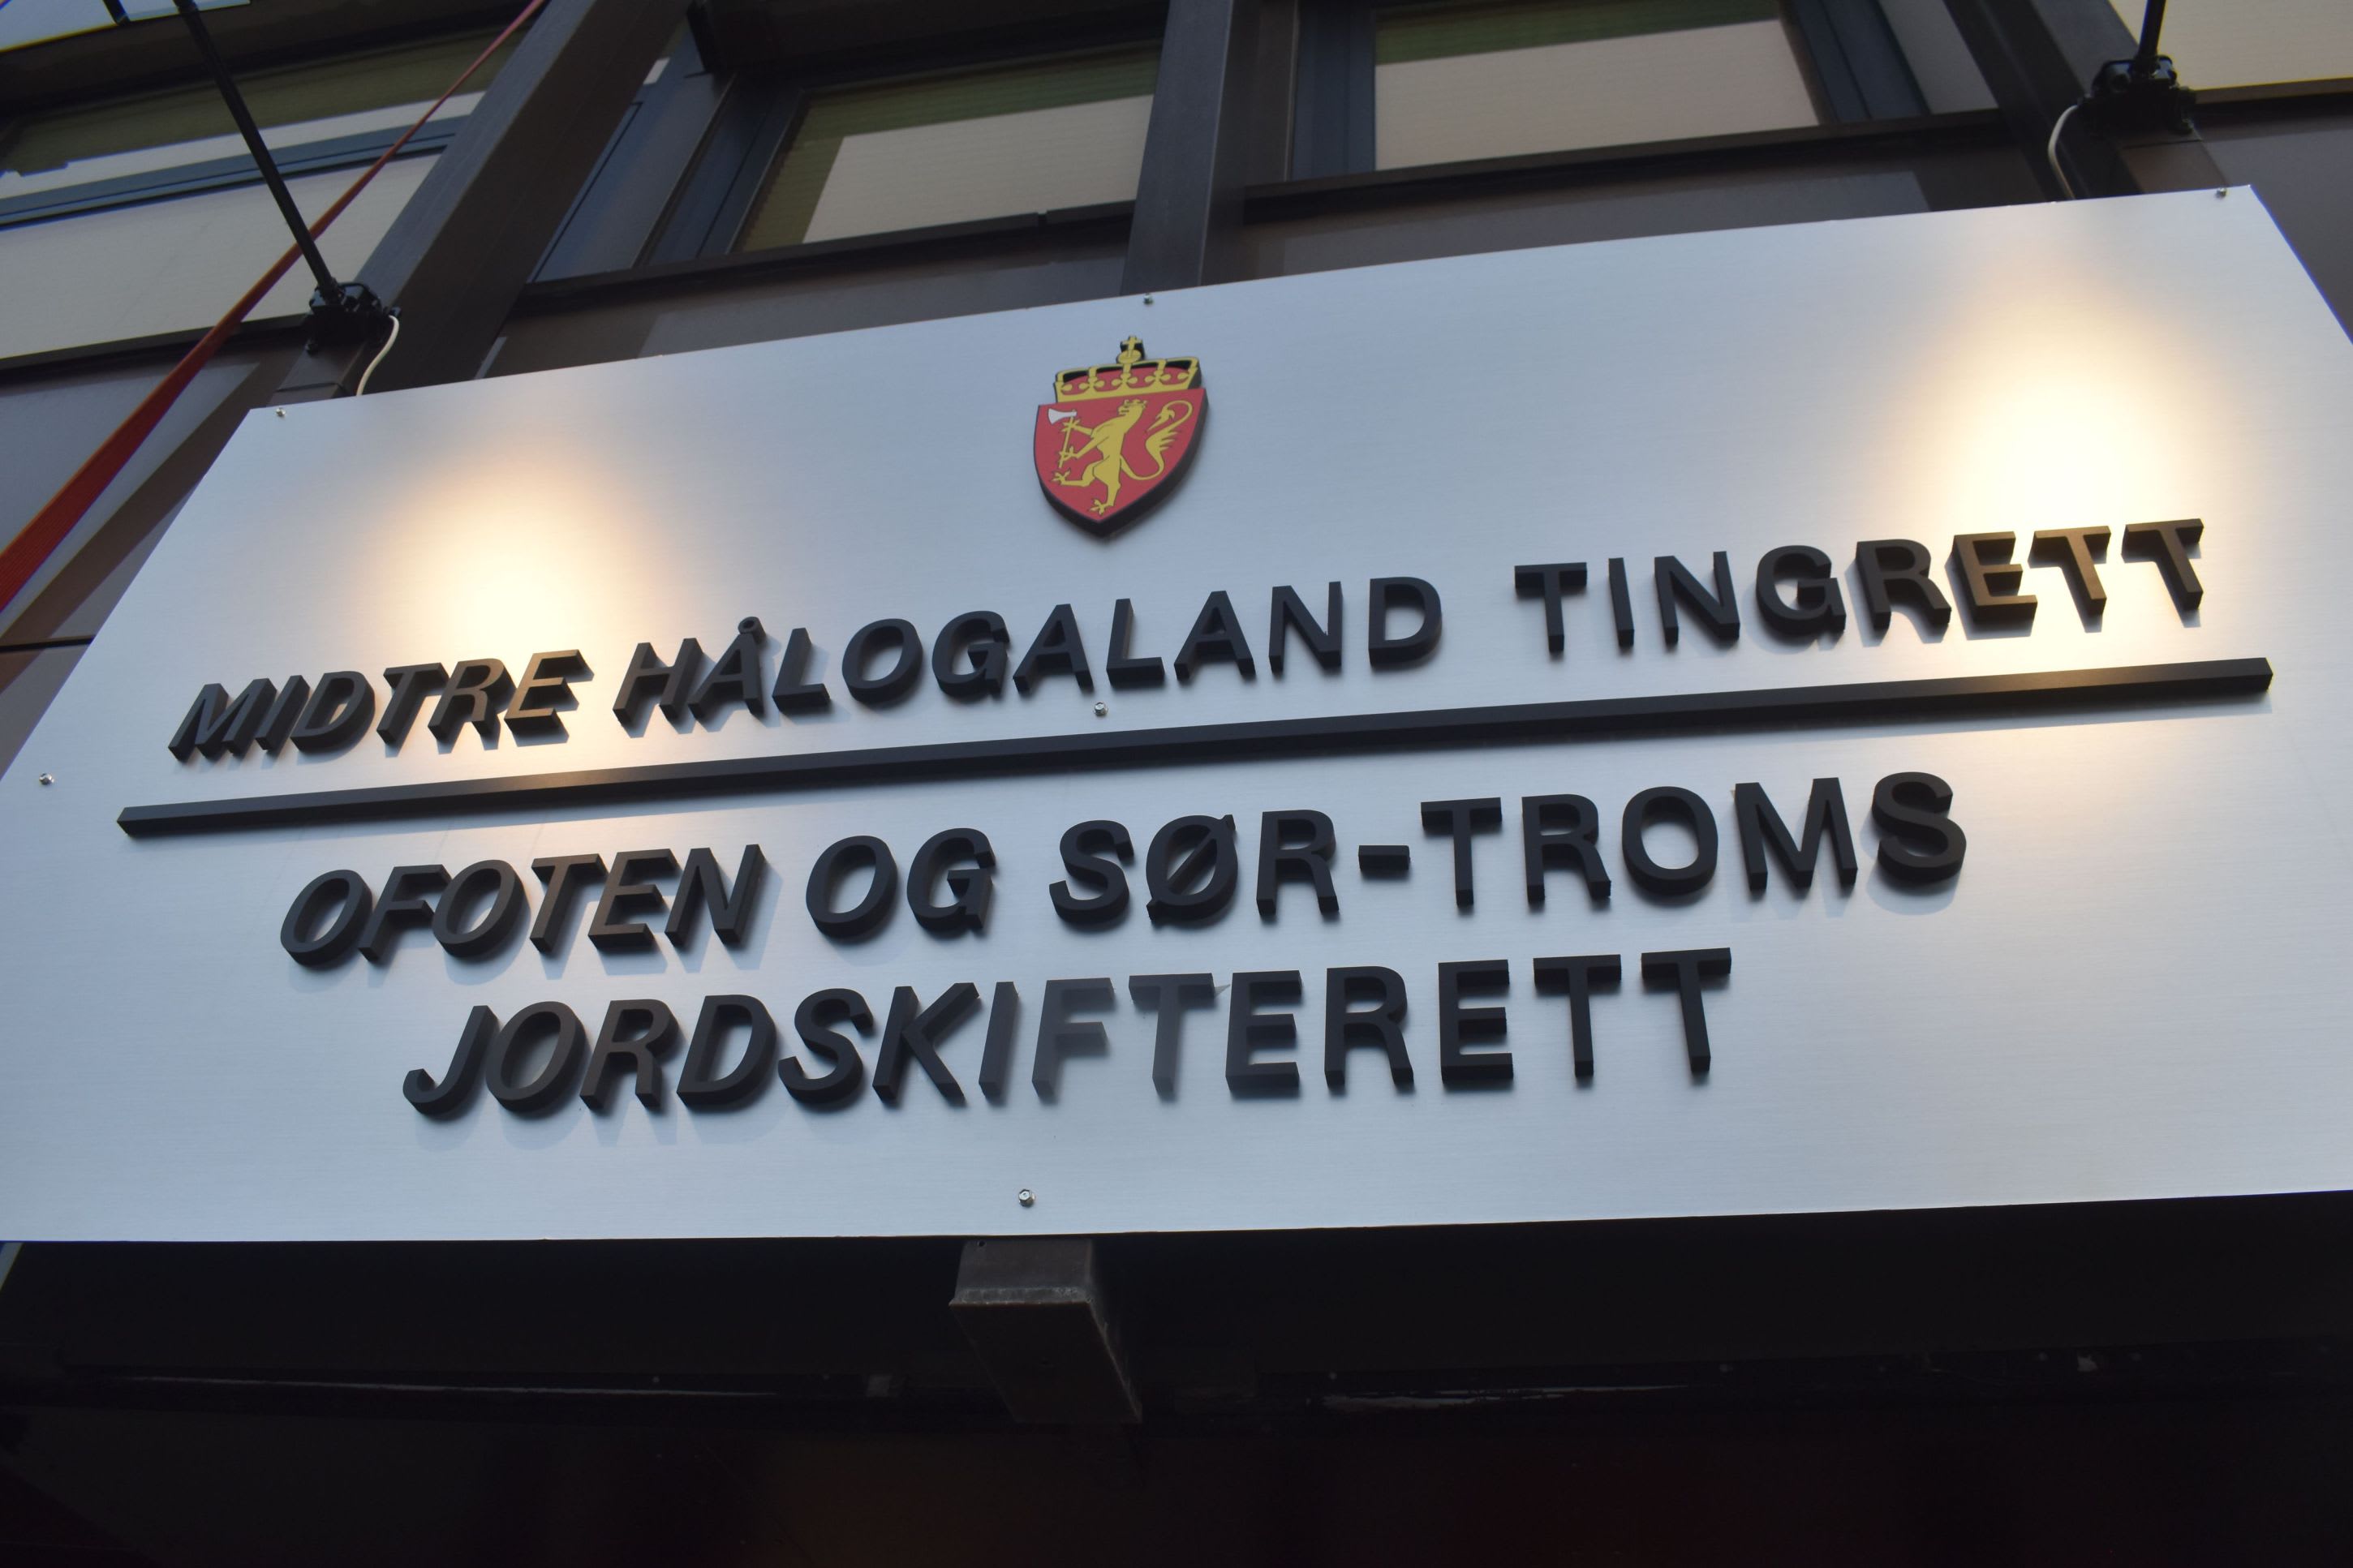 MIDTRE HÅLOGALAND TINGRETT
OFOTEN OG SØR-TROMS
JORDSKIFTERETT